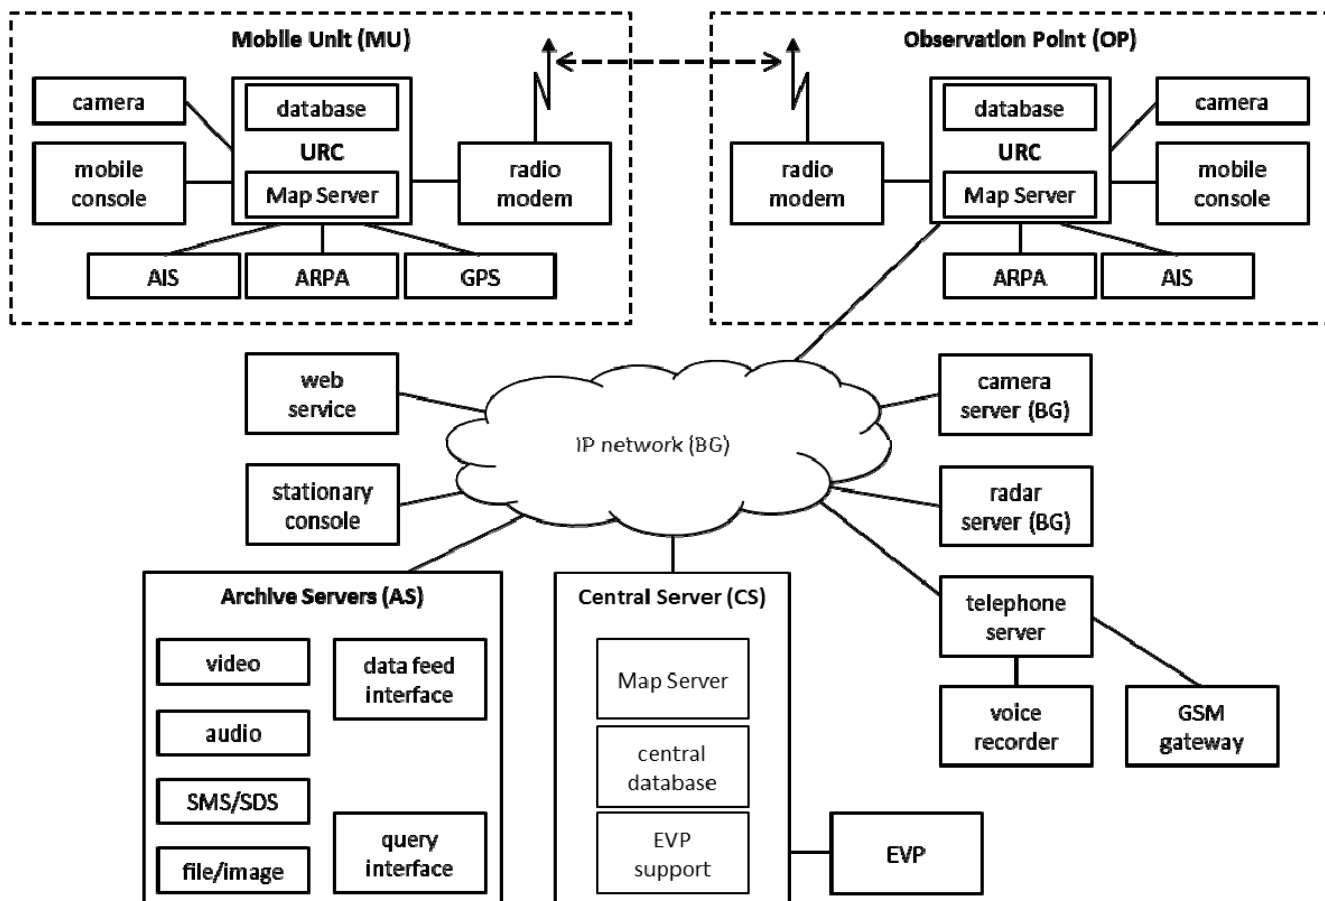 Mobile Unit (MU)
camera
mobile
console
database
URC
Map Server
radio
modem
AIS
ARPA
GPS
Observation Point (OP)
radio
modem
database
URC
Map Server
camera
mobile
console
ARPA
AIS
web
service
stationary
console
IP network (BG)
camera
server (BG)
radar
server (BG)
telephone
server
voice
recorder
GSM
gateway
Archive Servers (AS)
video
audio
SMS/SDS
file/image
data feed
interface
query
interface
Central Server (CS)
Map Server
central
database
EVP
support
EVP